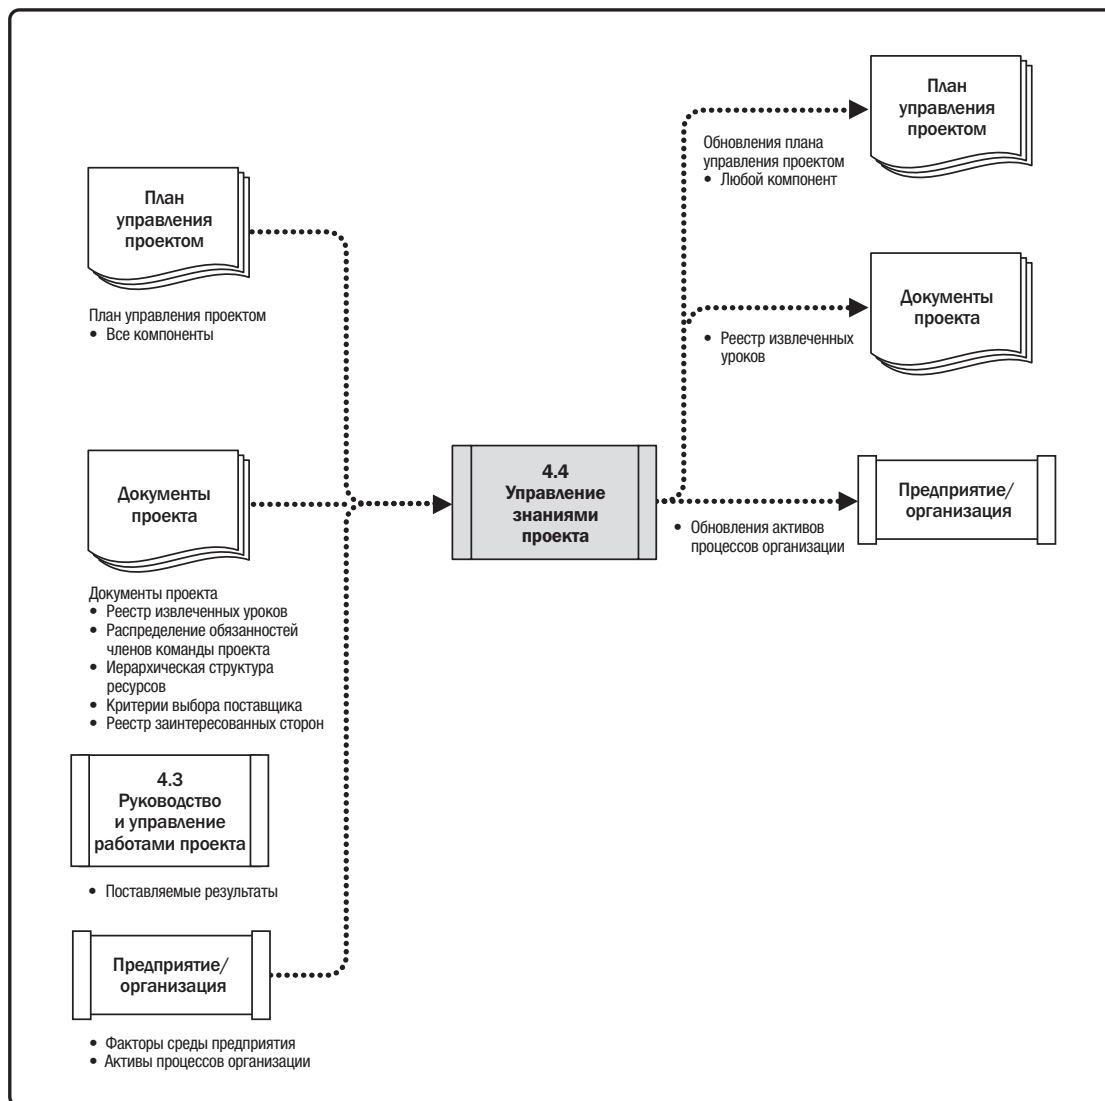 План
управления
проектом
План управления проектом
• Все компоненты
Документы
проекта
Документы проекта
• Реестр извлеченных уроков
• Распределение обязанностей
членов команды проекта
• Иерархическая структура
ресурсов
• Критерии выбора поставщика
• Реестр заинтересованных сторон
4.3
Руководство
и управление
работами проекта
• Поставляемые результаты
Предприятие/
организация
• Факторы среды предприятия
• Активы процессов организации
4.4
Управление
знаниями
проекта
План
управления
проектом
Обновления плана
управления проектом
• Любой компонент
Документы
проекта
• Реестр извлеченных
уроков
Предприятие/
организация
• Обновления активов
процессов организации